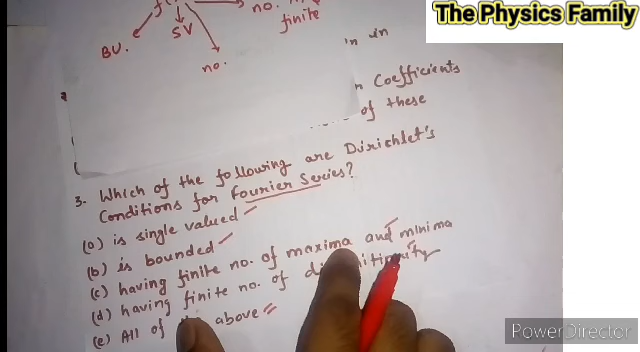 The Physics Family
no.
finite
BU.
SV
no.
in
Coefficients
of these
3. Which of the following are Dirichlet's
Conditions for Fourier Series?
(a) is single valued
(b) is bounded
(c) having finite no. of maxima and minima
(d) having finite no. of
(e) All of above
PowerDirector